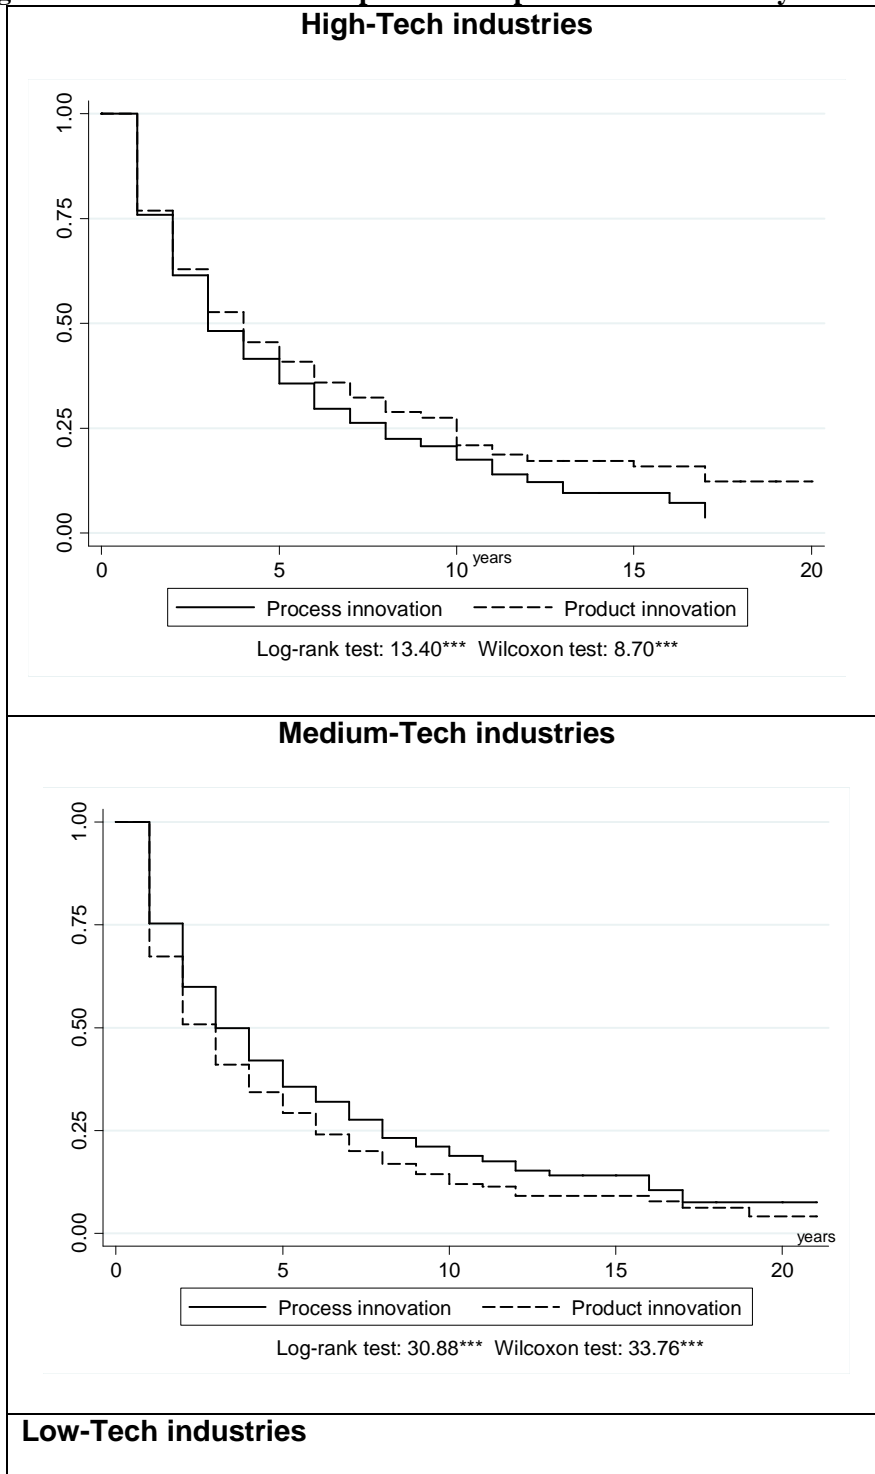 High-Tech industries
1.00
0.75
0.50
0.25
0.00
0 5 10 15 20
years
Process innovation Product innovation
Log-rank test: 13.40*** Wilcoxon test: 8.70***
Medium-Tech industries
1.00
0.75
0.50
0.25
0.00
years
0 5 10 15 20
Process innovation Product innovation
Log-rank test: 30.88*** Wilcoxon test: 33.76***
Low-Tech industries